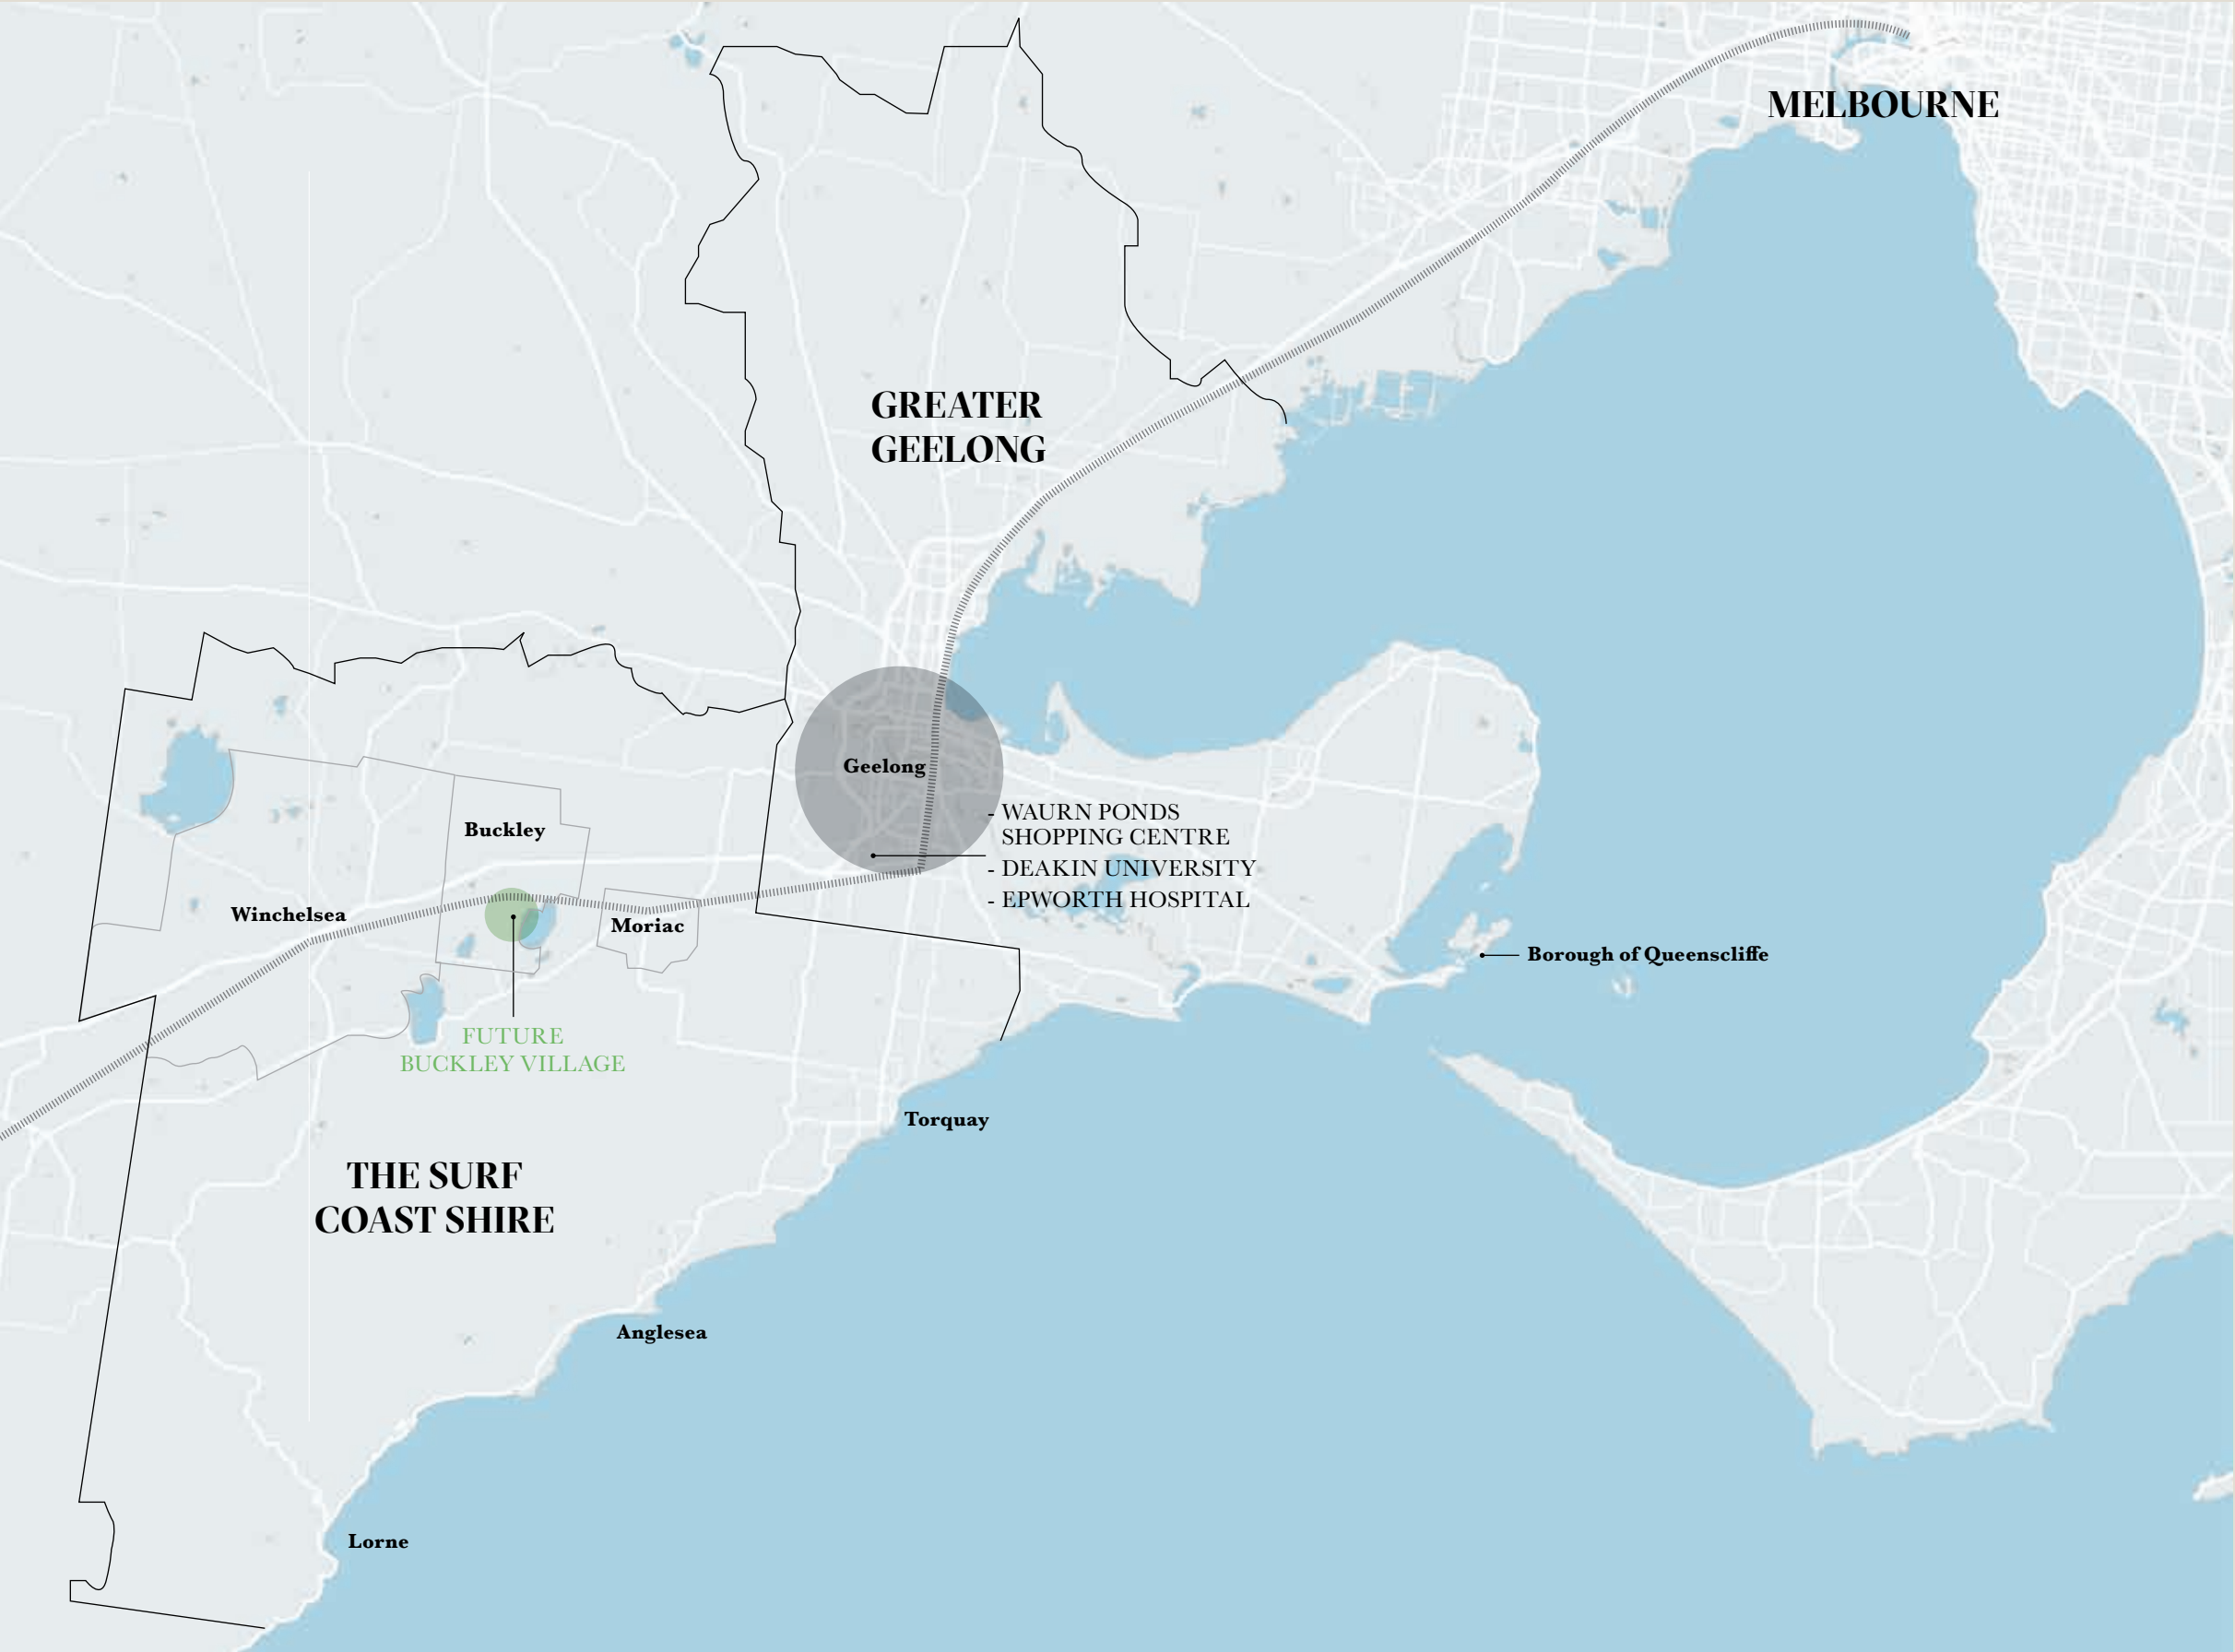 MELBOURNE
GREATER
GEELONG
Geelong
- WAURN PONDS
SHOPPING CENTRE
- DEAKIN UNIVERSITY
- EPWORTH HOSPITAL
Buckley
Winchelsea
Moriac
Borough of Queenscliffe
FUTURE
BUCKLEY VILLAGE
Torquay
THE SURF
COAST SHIRE
Anglesea
Lorne